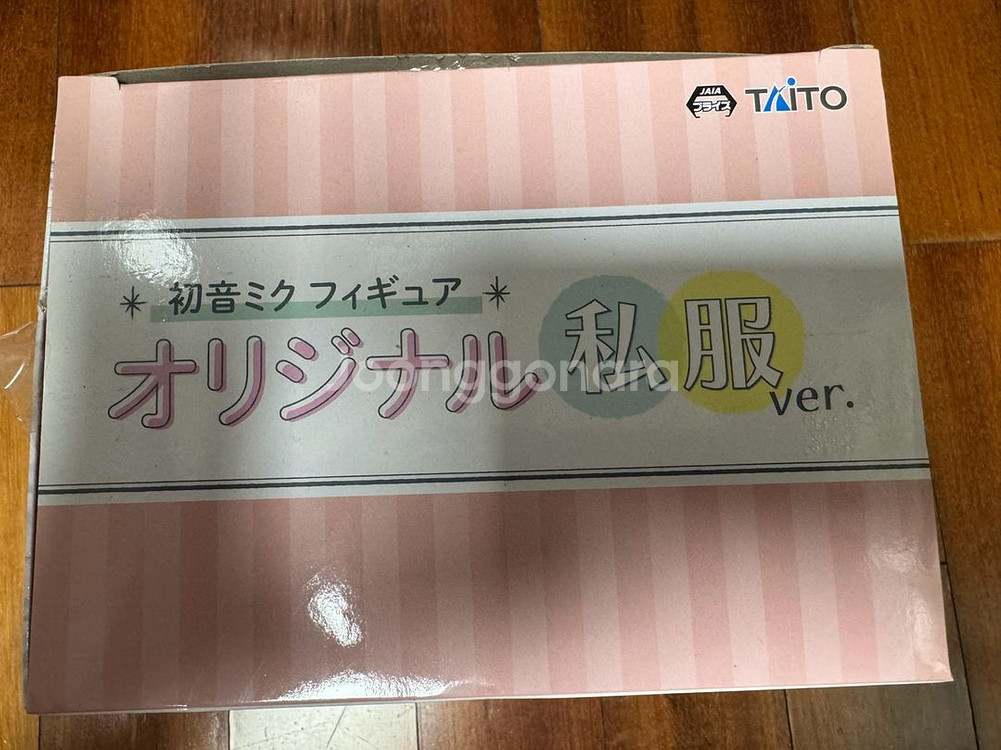 JAIA
プライズ
TAITO
初音ミク フィギュア
オリジナル私服
ver.
joonggonara